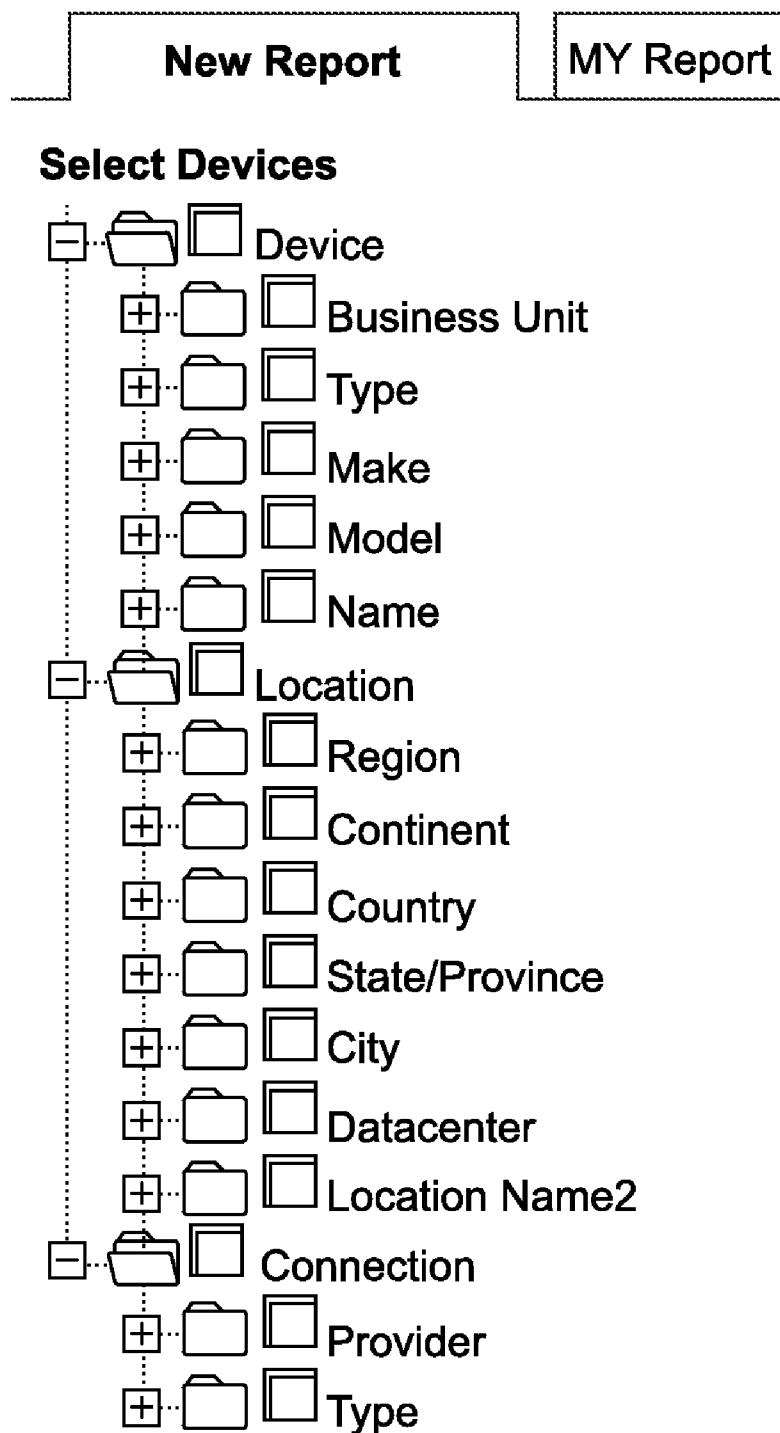 New Report MY Report
Select Devices
Device
Business Unit
Type
Make
Model
Name
Location
Region
Continent
Country
State/Province
City
Datacenter
Location Name2
Connection
Provider
Type